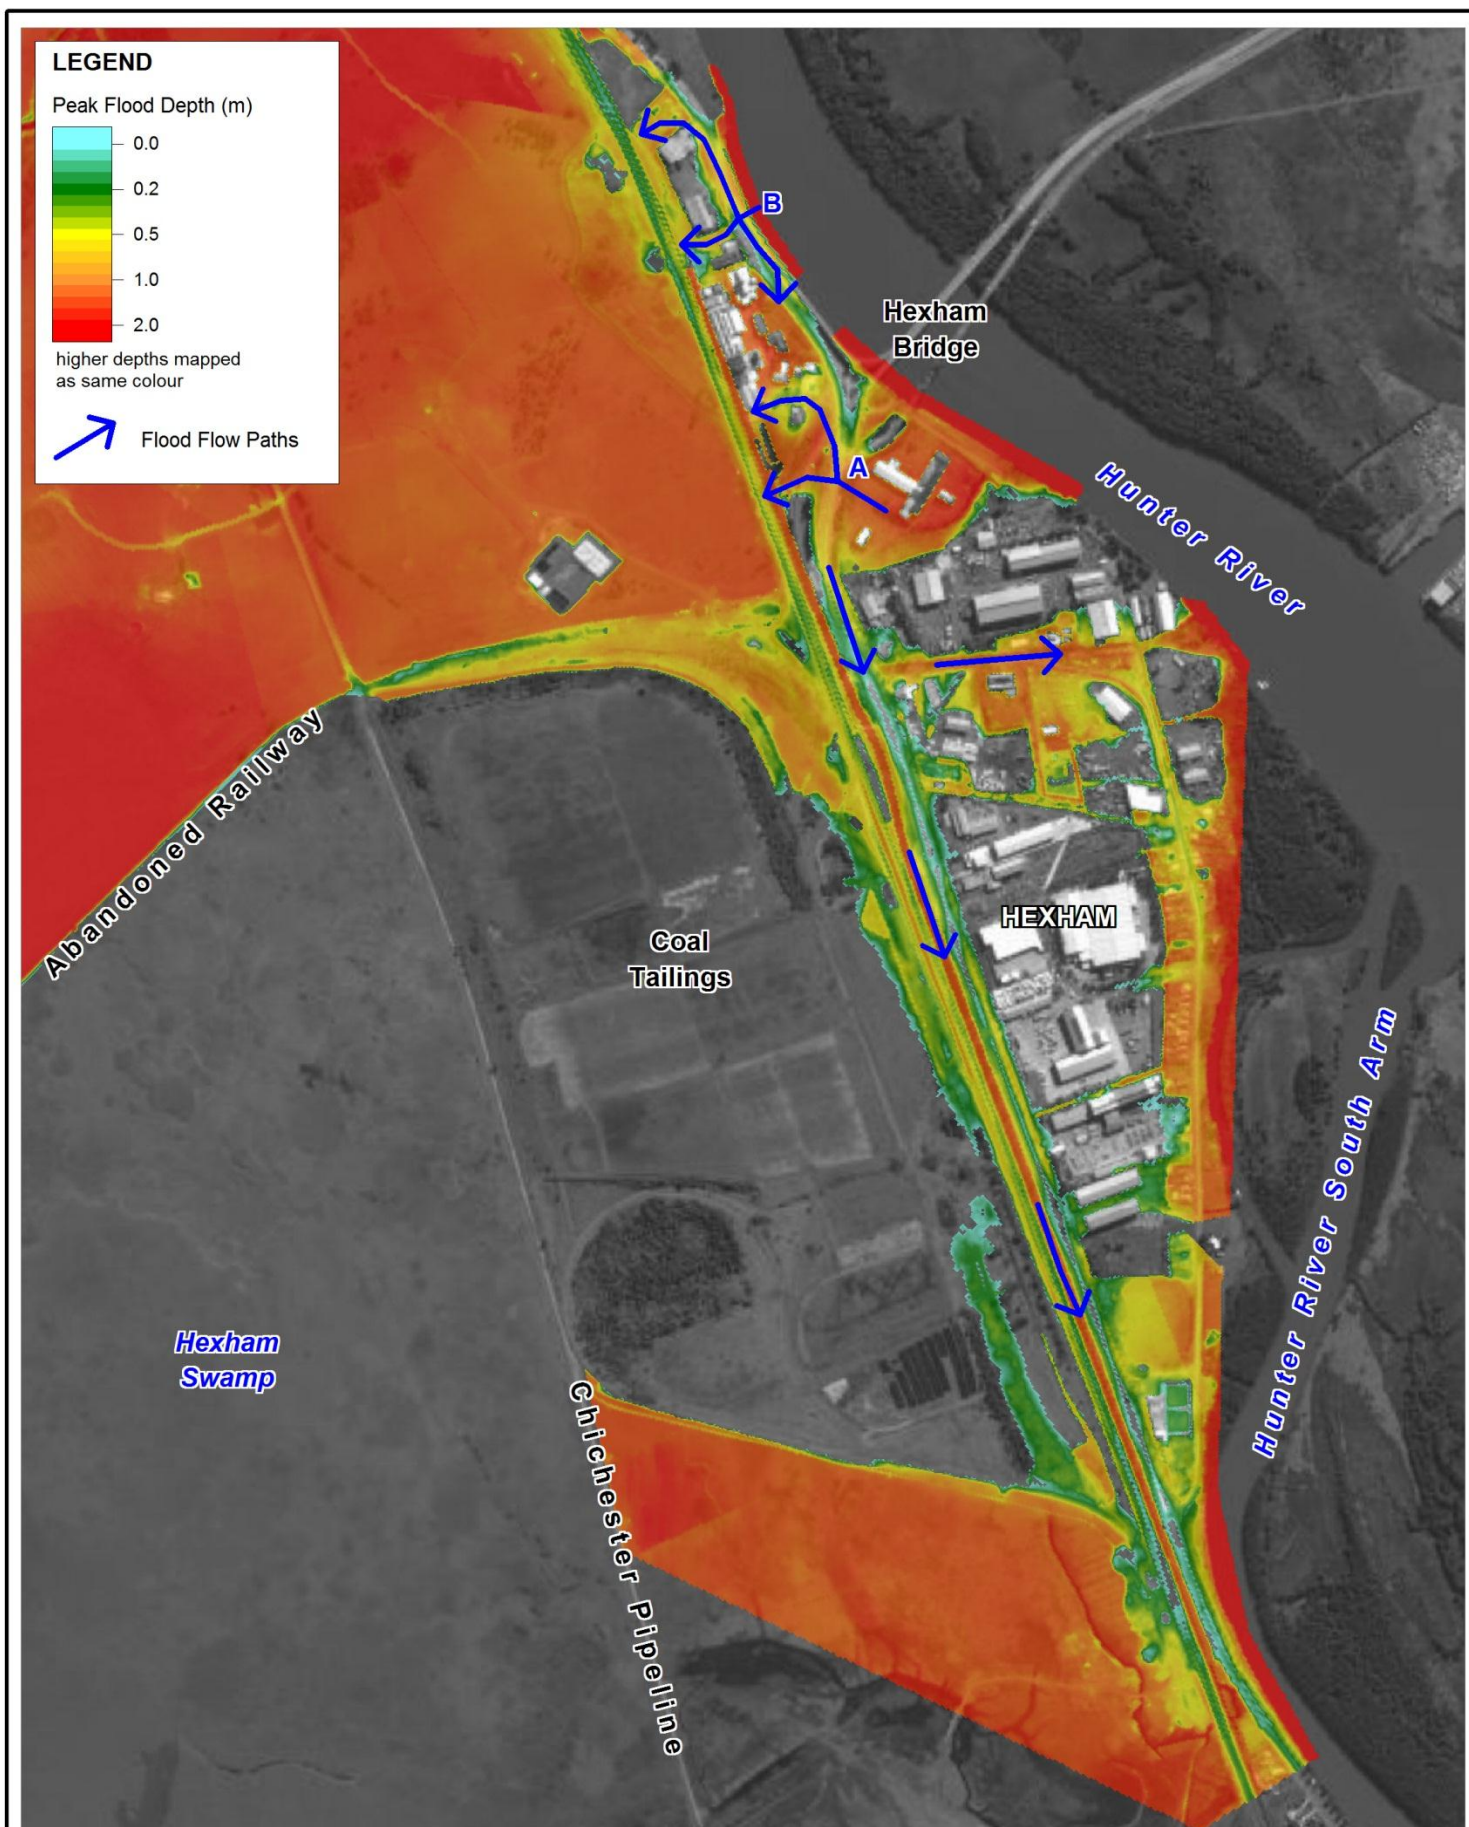 LEGEND
Peak Flood Depth (m)
0.0
0.2
0.5
1.0
2.0
higher depths mapped
as same colour
Flood Flow Paths
B
Hexham
Bridge
A
Hunter River
Abandoned Railway
HEXHAM
Coal
Tailings
Hunter River South Arm
Hexham
Swamp
Chichester Pipeline